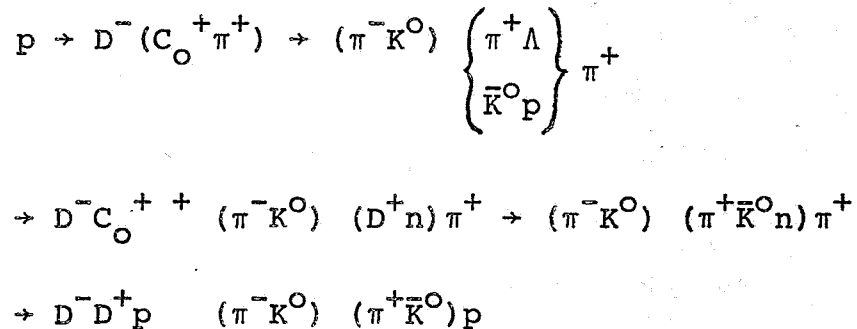 p → D⁻(C₀⁺π⁺) → (π⁻K⁰) {π⁺Λ / K̄⁰p} π⁺
→ D⁻C₀⁺ ⁺ (π⁻K⁰) (D⁺n)π⁺ → (π⁻K⁰) (π⁺K̄⁰n)π⁺
→ D⁻D⁺p (π⁻K⁰) (π⁺K̄⁰)p